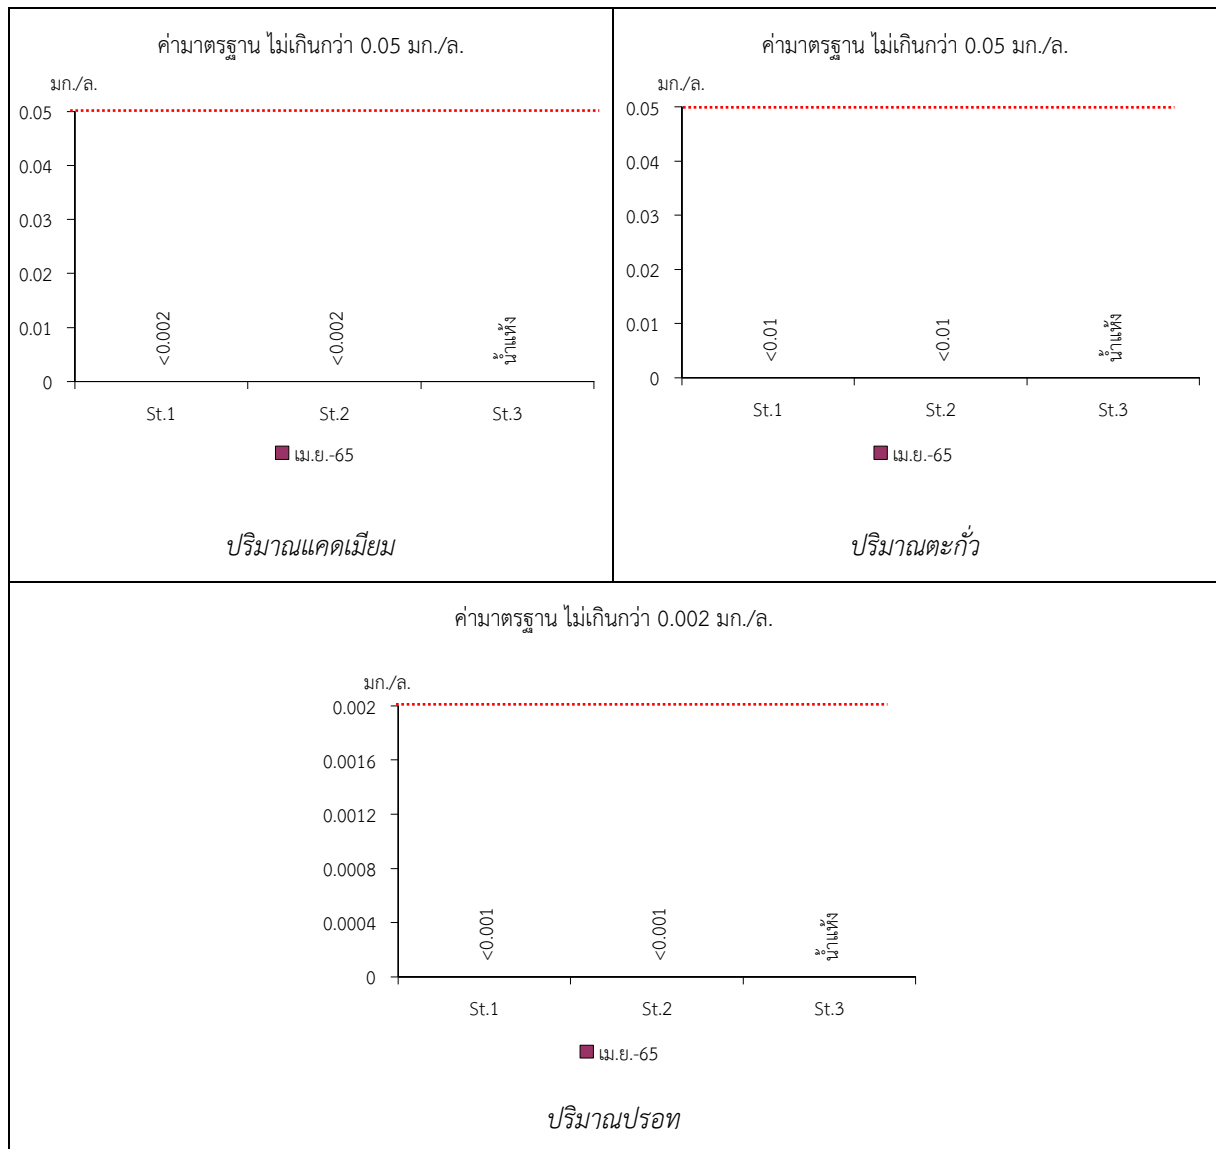 ค่ามาตรฐาน ไม่เกินกว่า 0.05 มก./ล.
มก./ล.
0.05
0.04
0.03
0.02
0.01
0
<0.002
<0.002
น้ำแห้ง
St.1
St.2
St.3
เม.ย.-65
ปริมาณแคดเมียม
ค่ามาตรฐาน ไม่เกินกว่า 0.05 มก./ล.
มก./ล.
0.05
0.04
0.03
0.02
0.01
0
<0.01
<0.01
น้ำแห้ง
St.1
St.2
St.3
เม.ย.-65
ปริมาณตะกั่ว
ค่ามาตรฐาน ไม่เกินกว่า 0.002 มก./ล.
มก./ล.
0.002
0.0016
0.0012
0.0008
0.0004
0
<0.001
<0.001
น้ำแห้ง
St.1
St.2
St.3
เม.ย.-65
ปริมาณปรอท